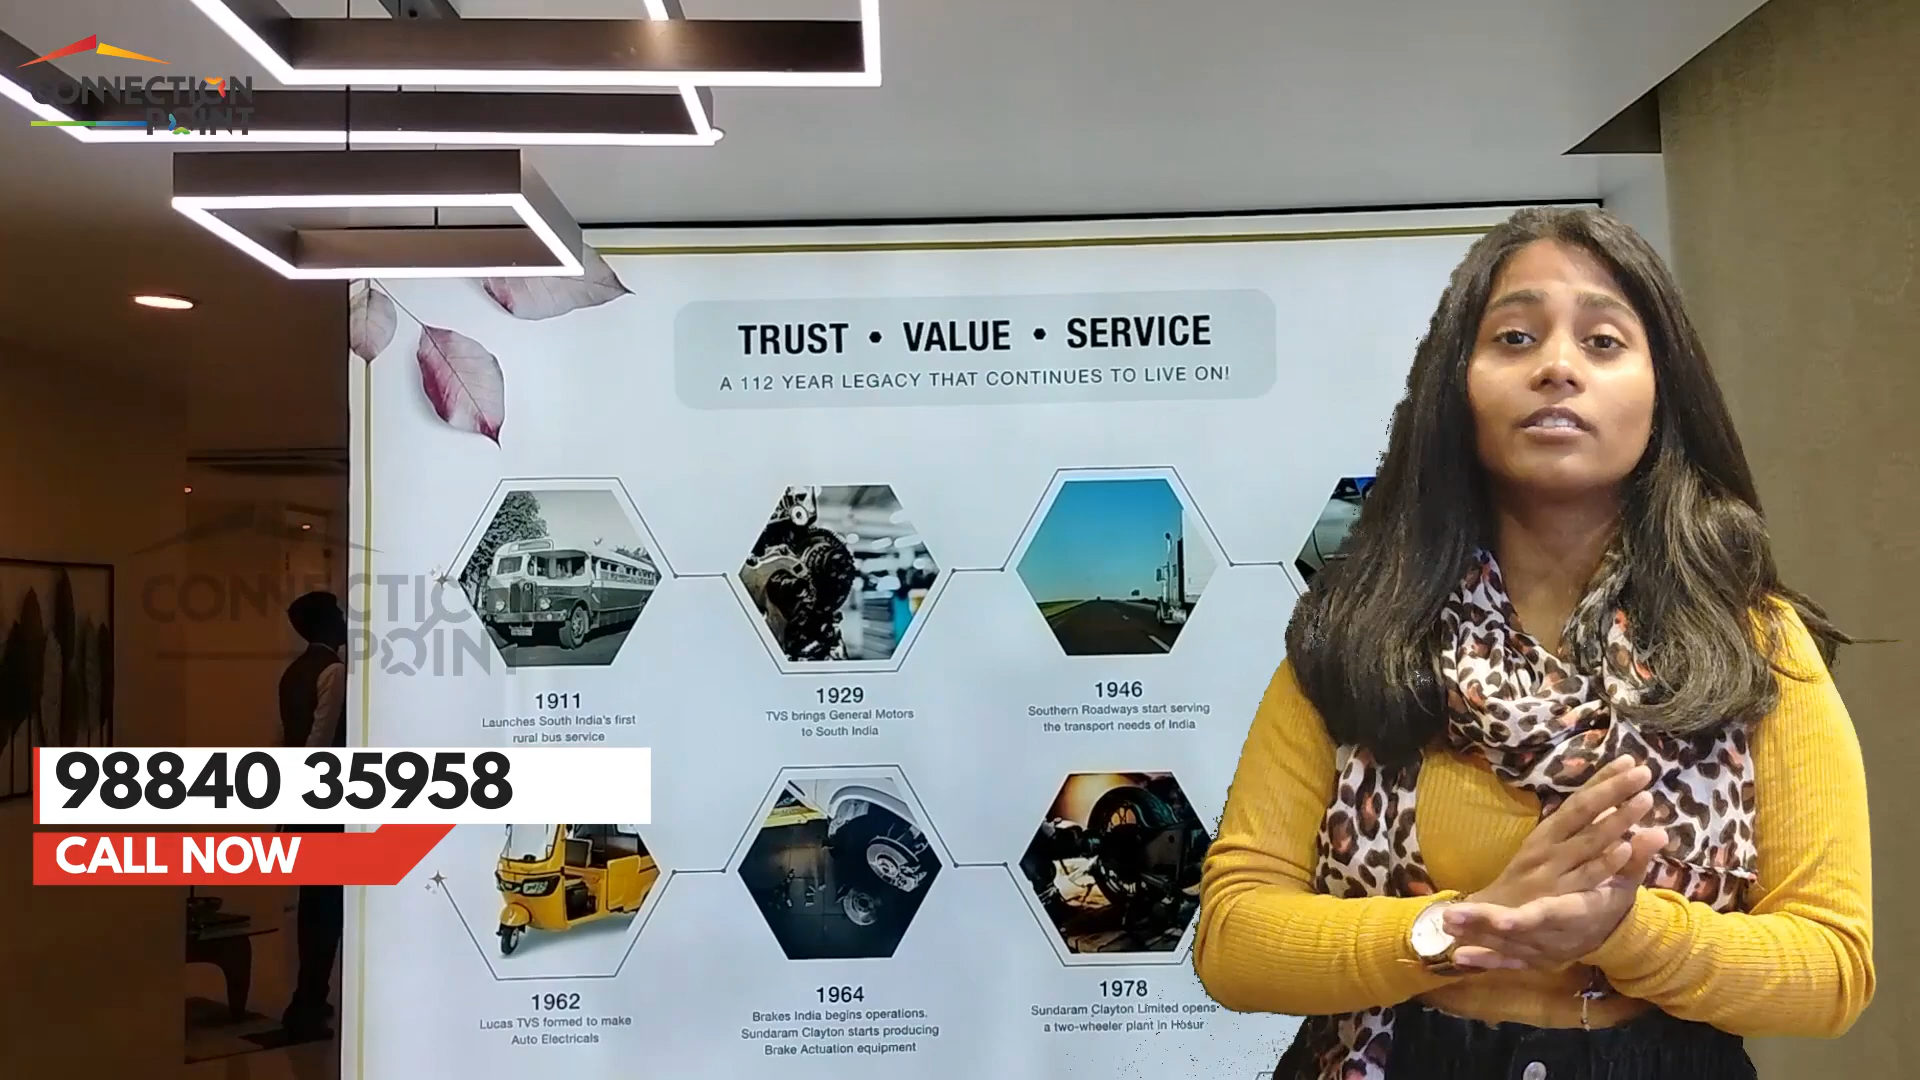 CONNECTION
POINT
TRUST • VALUE • SERVICE
A 112 YEAR LEGACY THAT CONTINUES TO LIVE ON!
CONNECTION
POINT
1911
Launches South India's first
rural bus service
1929
TVS brings General Motors
to South India
1946
Southern Roadways start serving
the transport needs of India
98840 35958
CALL NOW
1962
Lucas TVS formed to make
Auto Electricals
1964
Brakes India begins operations.
Sundaram Clayton starts producing
Brake Actuation equipment
1978
Sundaram Clayton Limited opens
a two-wheeler plant in Hosur